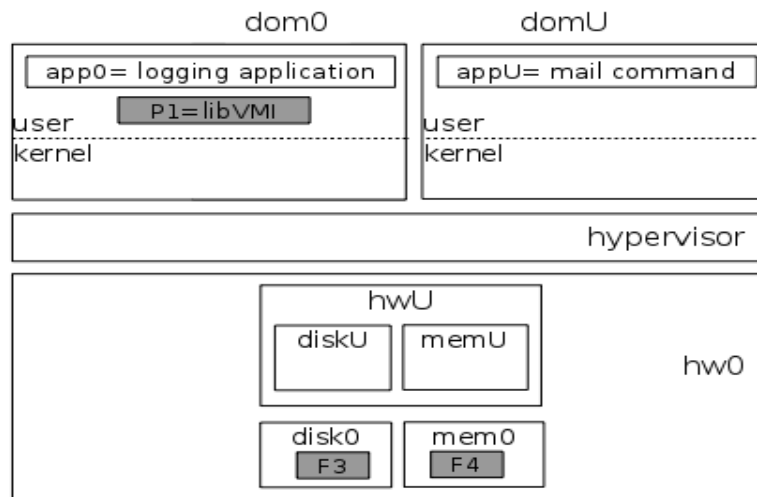 dom0
domU
app0= logging application
appU= mail command
P1=libVMI
user
user
kernel
kernel
hypervisor
hwU
diskU
memU
hw0
disk0
mem0
F3
F4